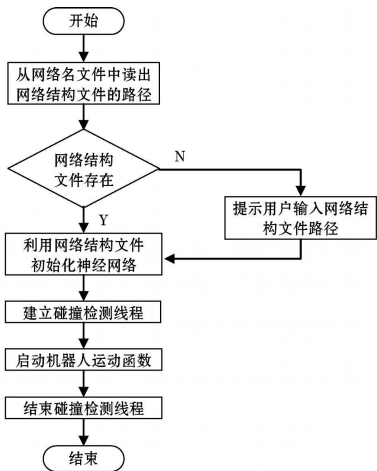 开始
从网络名文件中读出
网络结构文件的路径
网络结构
文件存在
N
Y
提示用户输入网络结
构文件路径
利用网络结构文件
初始化神经网络
建立碰撞检测线程
启动机器人运动函数
结束碰撞检测线程
结束